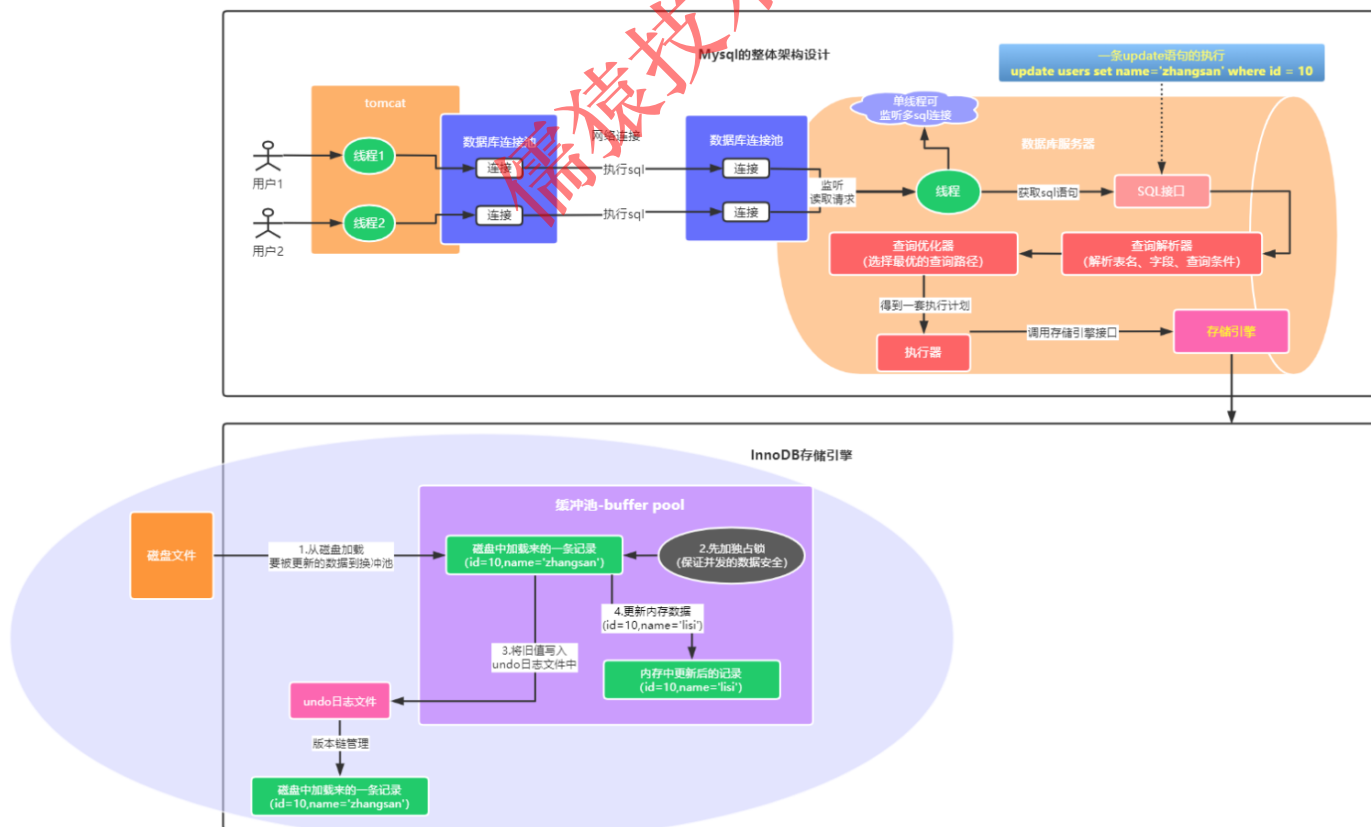 Mysql的整体架构设计
一条update语句的执行
update users set name='zhangsan' where id = 10
tomcat
单线程可
监听多sql连接
数据库连接池
网络连接
数据库连接池
数据库服务器
用户1
线程1
连接
执行sql
连接
监听
读取请求
线程
获取sql语句
SQL接口
用户2
线程2
连接
执行sql
连接
查询优化器
(选择最优的查询路径)
查询解析器
(解析表名、字段、查询条件)
得到一套执行计划
执行器
调用存储引擎接口
存储引擎
儒猿技术
InnoDB存储引擎
缓冲池-buffer pool
磁盘文件
1.从磁盘加载
要被更新的数据到换冲池
磁盘中加载来的一条记录
(id=10,name='zhangsan')
2.先加独占锁
(保证并发的数据安全)
4.更新内存数据
(id=10,name='lisi')
3.将旧值写入
undo日志文件中
内存中更新后的记录
(id=10,name='lisi')
undo日志文件
版本链管理
磁盘中加载来的一条记录
(id=10,name='zhangsan')